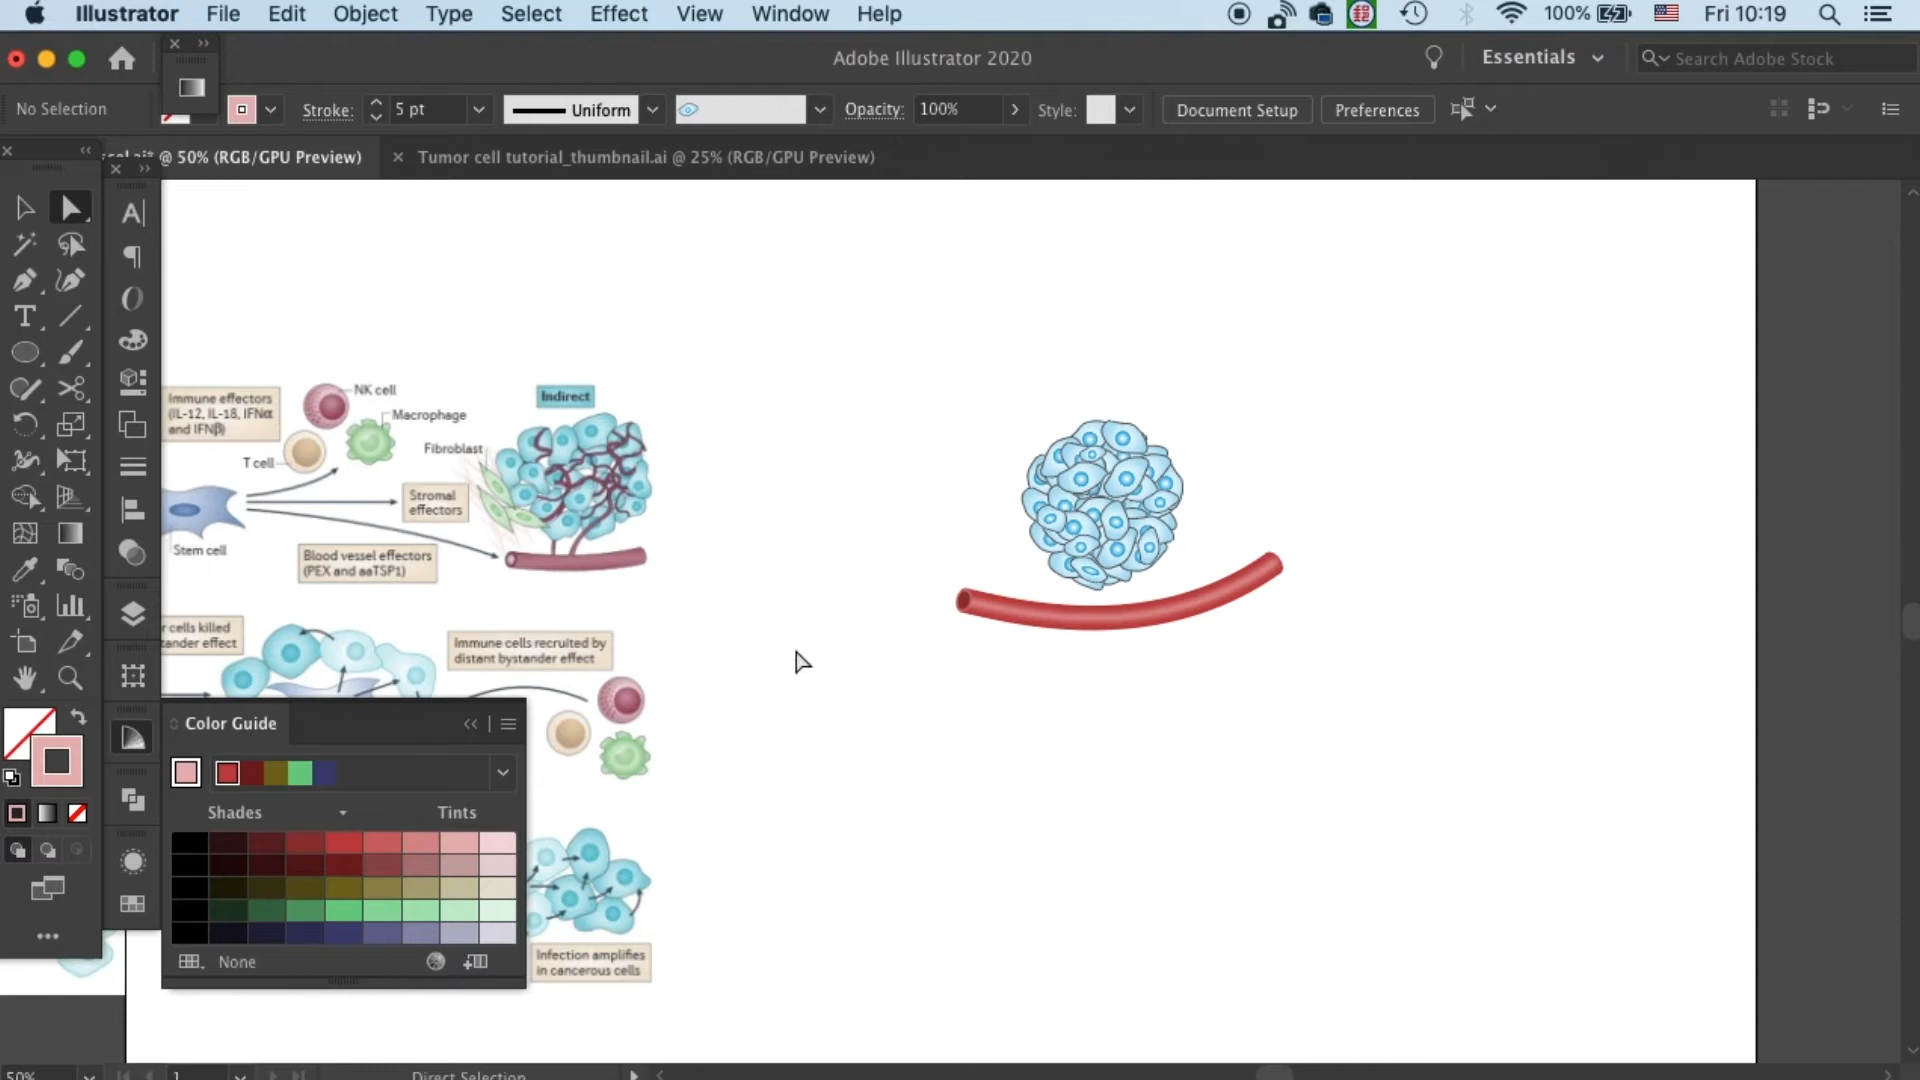 Illustrator File Edit Object Type Select Effect View Window Help 100% Fri 10:19
Adobe Illustrator 2020
Essentials
Search Adobe Stock
No Selection Stroke: 5 pt Uniform Opacity: 100% Style: Document Setup Preferences
@ 50% (RGB/GPU Preview) Tumor cell tutorial_thumbnail.ai @ 25% (RGB/GPU Preview)
Immune effectors
(IL-12, IL-18, IFNα
and IFNβ)
NK cell
Macrophage
Indirect
Fibroblast
T cell
Stromal
effectors
Stem cell
Blood vessel effectors
(PEX and aaTSP1)
cells killed
effect
Immune cells recruited by
distant bystander effect
Color Guide
Shades Tints
None
Infection amplifies
in cancerous cells
50% 1 Direct Selection